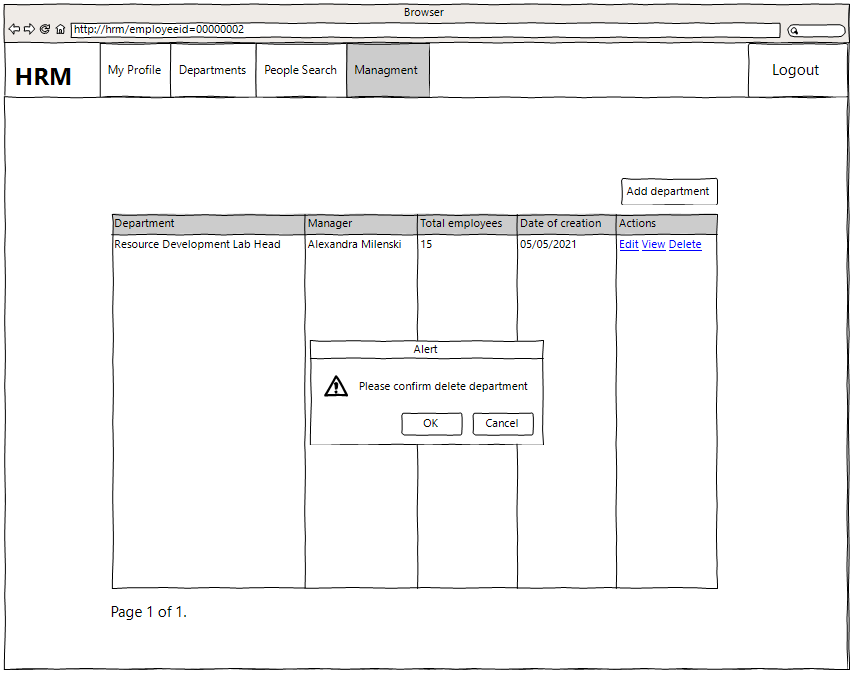 Browser
http://hrm/employeeid=00000002
HRM
My Profile
Departments
People Search
Managment
Logout
Add department
Department Manager Total employees Date of creation Actions
Resource Development Lab Head Alexandra Milenski 15 05/05/2021 Edit View Delete
Alert
Please confirm delete department
OK Cancel
Page 1 of 1.